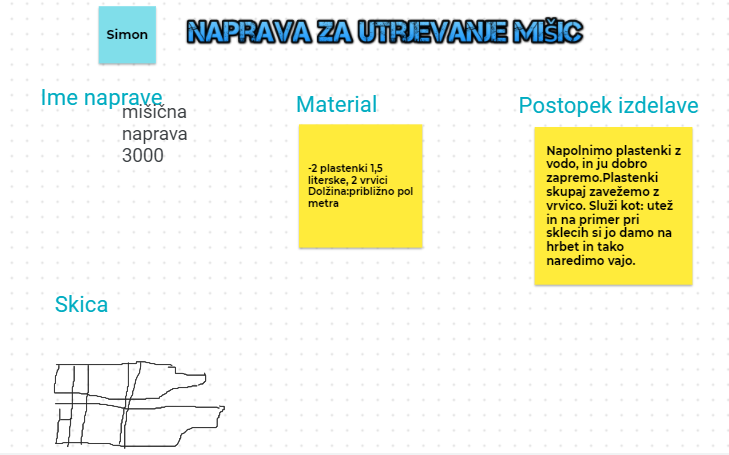 Simon
NAPRAVA ZA UTRJEVANJE MIŠIC
Ime naprave
mišična
naprava
3000
Material
-2 plastenki 1,5
literske, 2 vrvici
Dolžina:približno pol
metra
Postopek izdelave
Napolnimo plastenki z
vodo, in ju dobro
zapremo.Plastenki
skupaj zavežemo z
vrvico. Služi kot: utež
in na primer pri
sklecih si jo damo na
hrbet in tako
naredimo vajo.
Skica